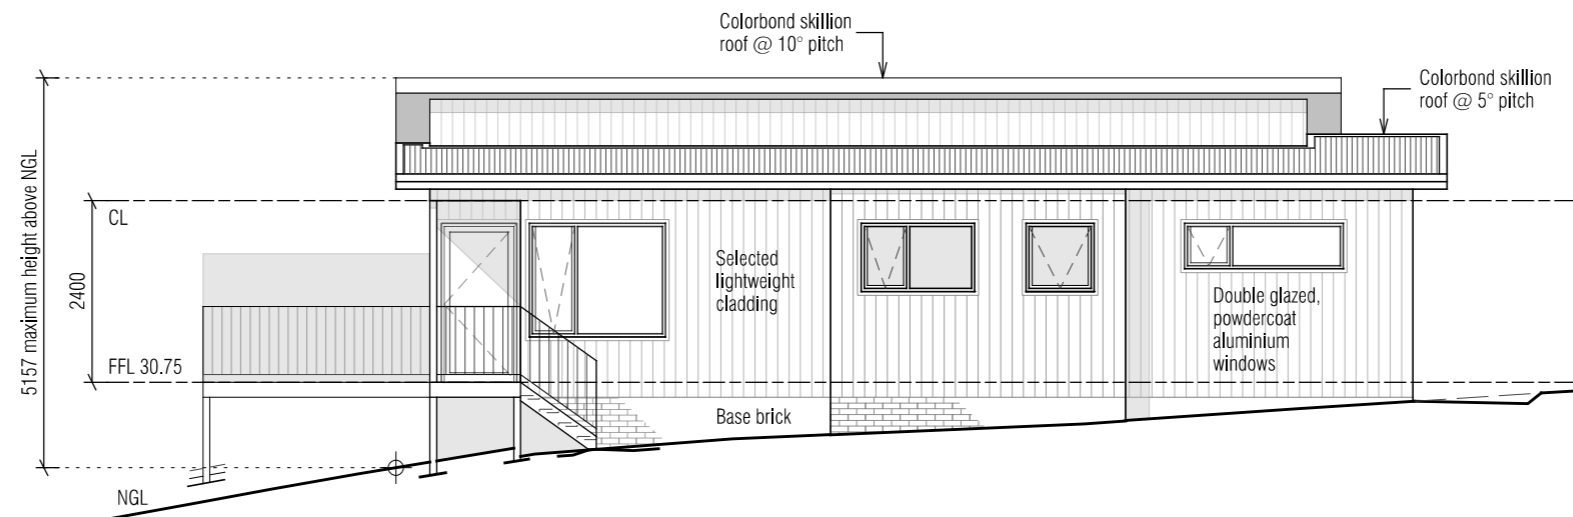 Colorbond skillion
roof @ 10° pitch
Colorbond skillion
roof @ 5° pitch
5157 maximum height above NGL
2400
CL
FFL 30.75
NGL
Selected
lightweight
cladding
Base brick
Double glazed,
powdercoat
aluminium
windows